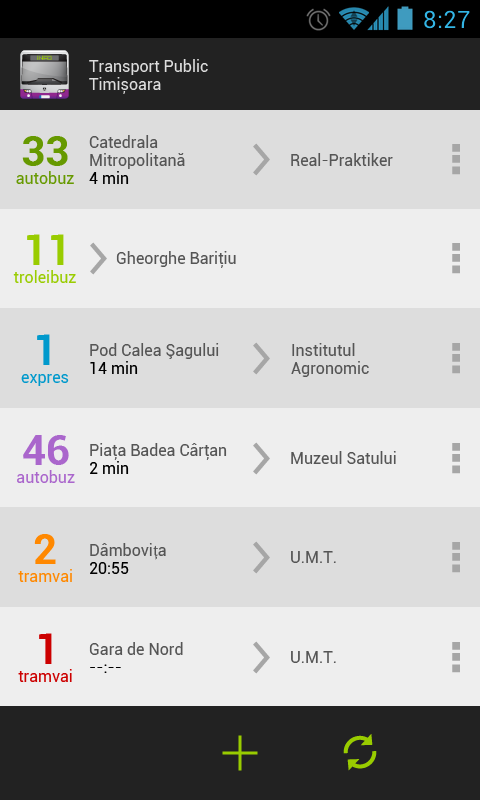 8:27
INFO
Transport Public
Timișoara
33
autobuz
Catedrala
Mitropolitană
4 min
Real-Praktiker
11
troleibuz
Gheorghe Barițiu
1
expres
Pod Calea Şagului
14 min
Institutul
Agronomic
46
autobuz
Piața Badea Cârțan
2 min
Muzeul Satului
2
tramvai
Dâmbovița
20:55
U.M.T.
1
tramvai
Gara de Nord
--:--
U.M.T.